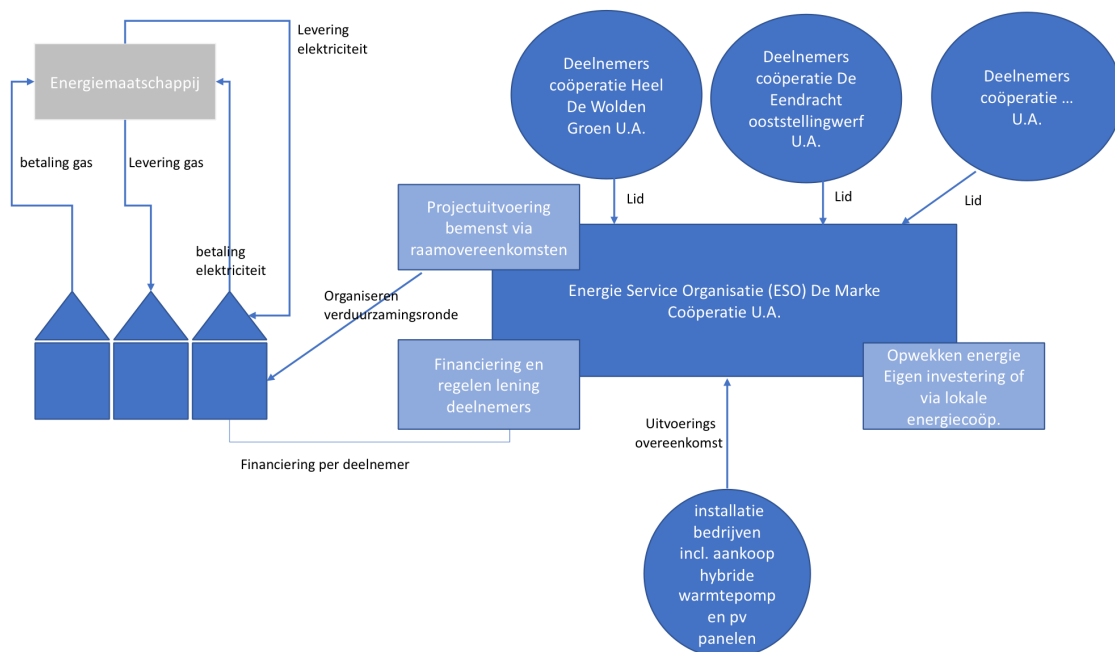 Levering
elektriciteit
Energiemaatschappij
betaling gas
Levering gas
betaling
elektriciteit
Deelnemers
coöperatie Heel
De Wolden
Groen U.A.
Deelnemers
coöperatie De
Eendracht
ooststellingwerf
U.A.
Deelnemers
coöperatie ...
U.A.
Lid
Lid
Lid
Projectuitvoering
bemenst via
raamovereenkomsten
Energie Service Organisatie (ESO) De Marke
Coöperatie U.A.
Organiseren
verduurzamingsronde
Financiering en
regelen lening
deelnemers
Opwekken energie
Eigen investering of
via lokale
energiecoöp.
Uitvoerings
overeenkomst
Financiering per deelnemer
installatie
bedrijven
incl. aankoop
hybride
warmtepomp
en pv
panelen